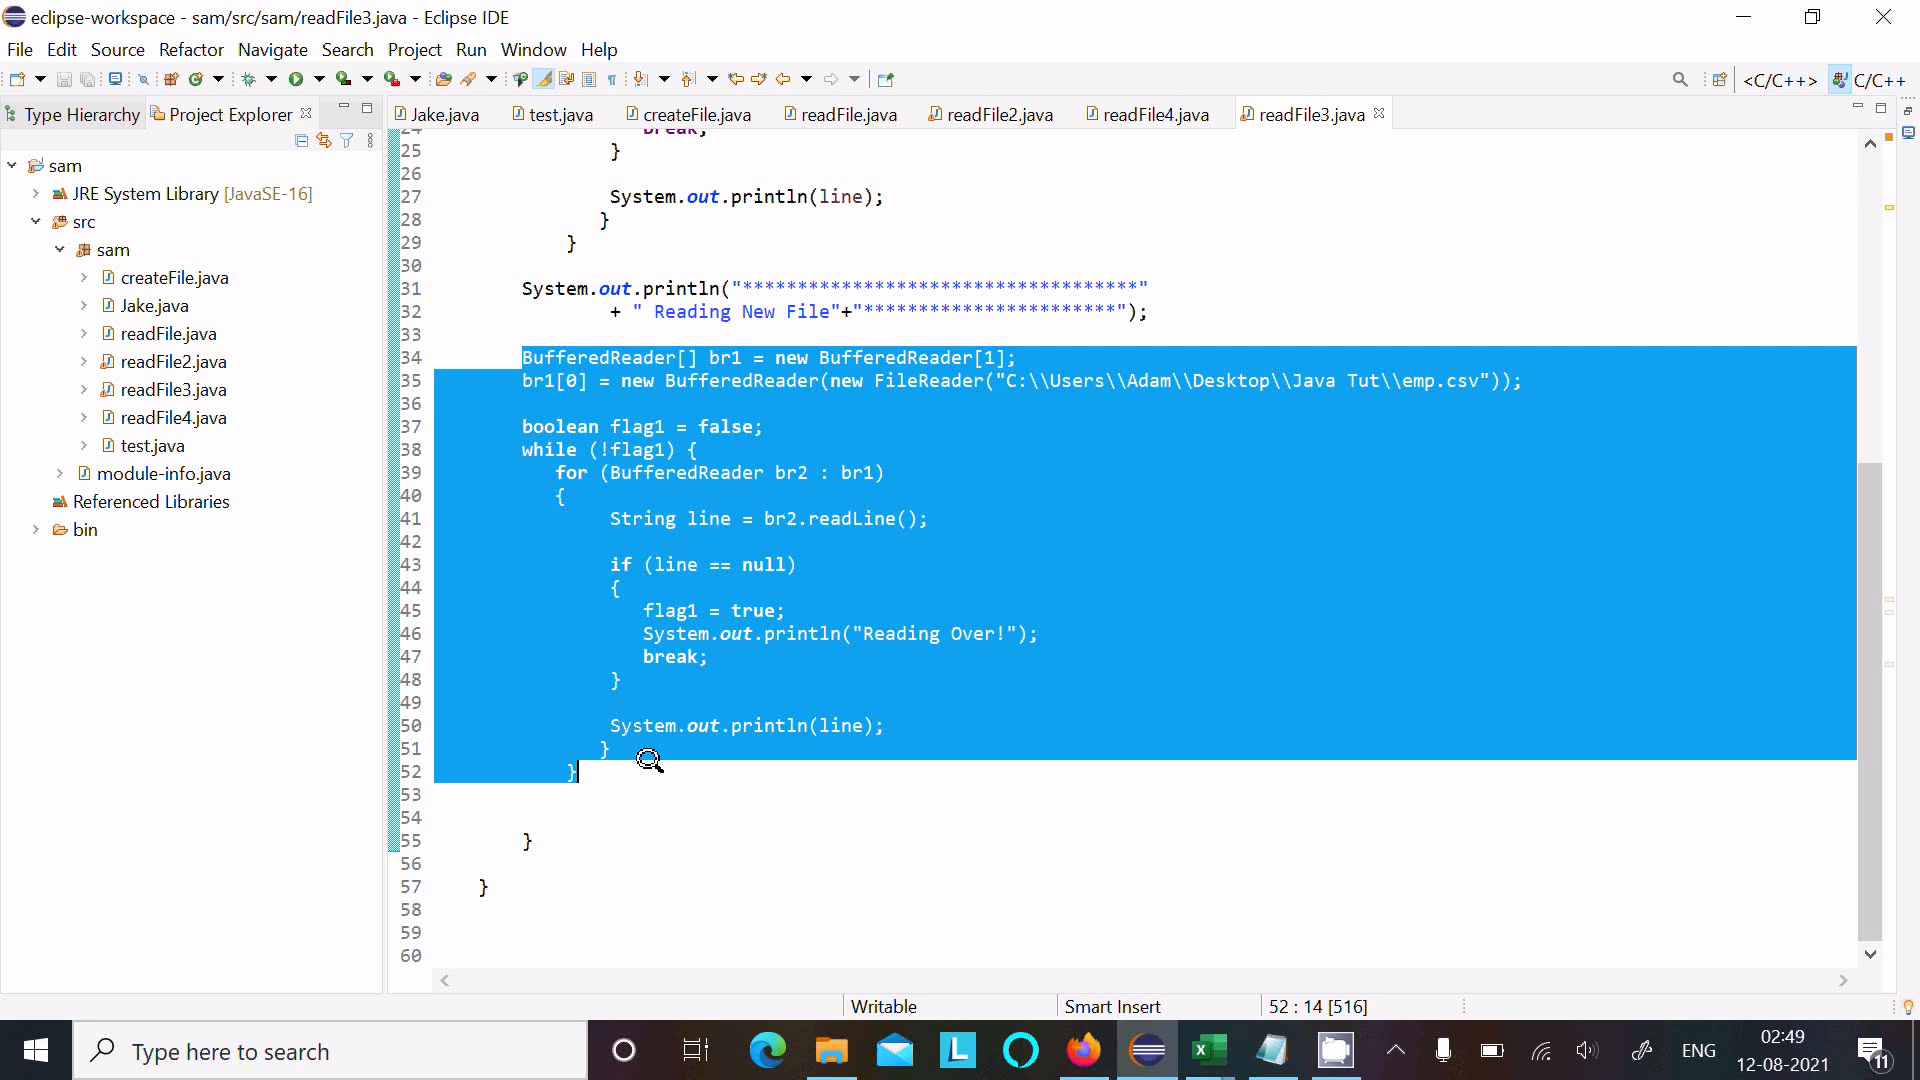 eclipse-workspace - sam/src/sam/readFile3.java - Eclipse IDE
File Edit Source Refactor Navigate Search Project Run Window Help
<C/C++> C/C++
Type Hierarchy Project Explorer
Jake.java test.java createFile.java readFile.java readFile2.java readFile4.java readFile3.java
sam
JRE System Library [JavaSE-16]
src
sam
createFile.java
Jake.java
readFile.java
readFile2.java
readFile3.java
readFile4.java
test.java
module-info.java
Referenced Libraries
bin
24 break;
25 }
26
27 System.out.println(line);
28 }
29 }
30
31 System.out.println("************************************"
32 + " Reading New File"+"***********************");
33
34 BufferedReader[] br1 = new BufferedReader[1];
35 br1[0] = new BufferedReader(new FileReader("C:\\Users\\Adam\\Desktop\\Java Tut\\emp.csv"));
36
37 boolean flag1 = false;
38 while (!flag1) {
39 for (BufferedReader br2 : br1)
40 {
41 String line = br2.readLine();
42
43 if (line == null)
44 {
45 flag1 = true;
46 System.out.println("Reading Over!");
47 break;
48 }
49
50 System.out.println(line);
51 }
52 }
53
54
55 }
56
57 }
58
59
60
Writable Smart Insert 52 : 14 [516]
Type here to search
L
ENG
02:49
12-08-2021
11